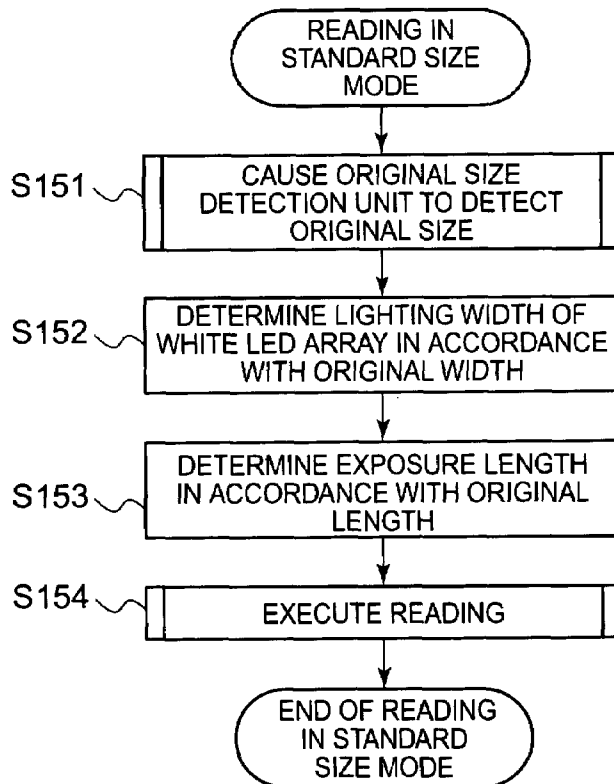 READING IN
STANDARD SIZE
MODE
S151
CAUSE ORIGINAL SIZE
DETECTION UNIT TO DETECT
ORIGINAL SIZE
S152
DETERMINE LIGHTING WIDTH OF
WHITE LED ARRAY IN ACCORDANCE
WITH ORIGINAL WIDTH
S153
DETERMINE EXPOSURE LENGTH
IN ACCORDANCE WITH ORIGINAL
LENGTH
S154
EXECUTE READING
END OF READING
IN STANDARD
SIZE MODE